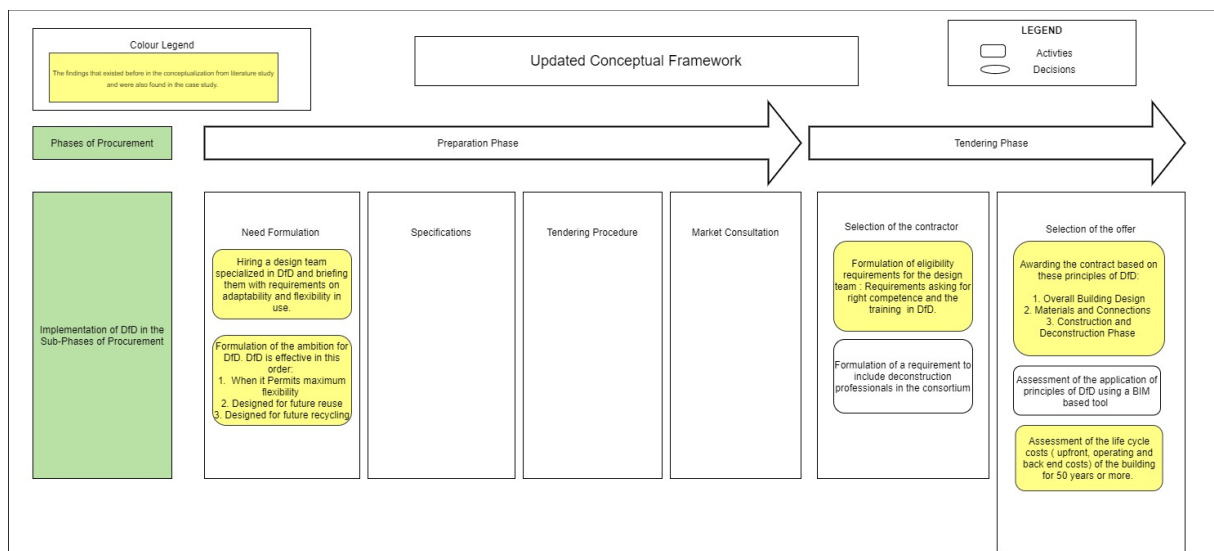 Colour Legend
The findings that existed before in the conceptualization from literature study
and were also found in the case study.
Updated Conceptual Framework
LEGEND
Activties
Decisions
Phases of Procurement
Preparation Phase
Tendering Phase
Implementation of DfD in the
Sub-Phases of Procurement
Need Formulation
Hiring a design team
specialized in DfD and briefing
them with requirements on
adaptability and flexibility in
use.
Formulation of the ambition for
DfD. DfD is effective in this
order:
1. When it Permits maximum
flexibility
2. Designed for future reuse
3. Designed for future recycling
Specifications
Tendering Procedure
Market Consultation
Selection of the contractor
Formulation of eligibility
requirements for the design
team : Requirements asking for
right competence and the
training in DfD.
Formulation of a requirement to
include deconstruction
professionals in the consortium
Selection of the offer
Awarding the contract based on
these principles of DfD:
1. Overall Building Design
2. Materials and Connections
3. Construction and
Deconstruction Phase
Assessment of the application of
principles of DfD using a BIM
based tool
Assessment of the life cycle
costs ( upfront, operating and
back end costs) of the building
for 50 years or more.